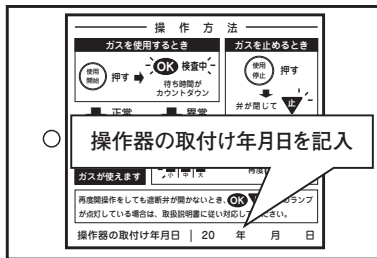 操作方法
ガスを使用するとき
ガスを止めるとき
使用開始 押す OK 検査中
待ち時間が
カウントダウン
使用停止 押す
弁が閉じて 止
正常 異常
操作器の取付け年月日を記入
ガスが使えます
小 中 大
再度
再度開操作をしても遮断弁が開かないとき、OK のランプ
が点灯している場合は、取扱説明書に従い対応してください。
操作器の取付け年月日 20 年 月 日